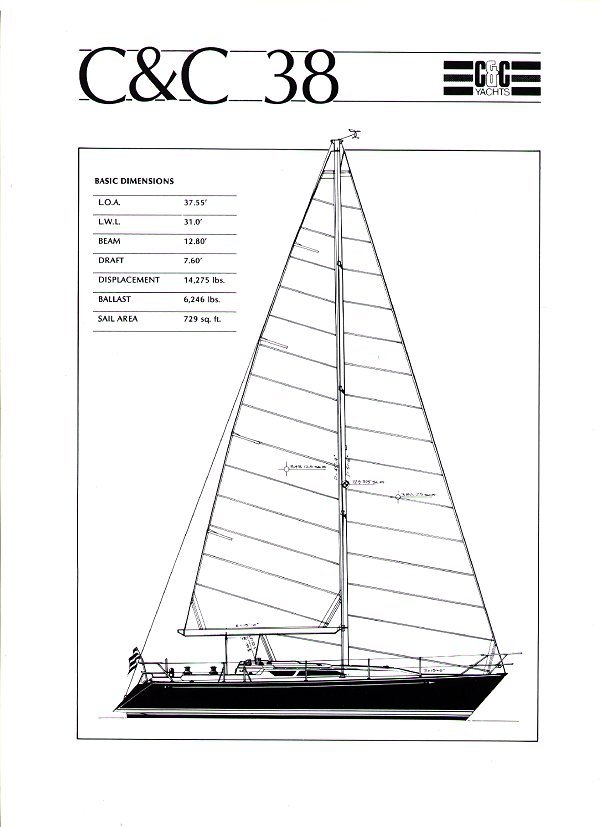 C&C 38
C&C
YACHTS
BASIC DIMENSIONS
L.O.A. 37.55'
L.W.L. 31.0'
BEAM 12.80'
DRAFT 7.60'
DISPLACEMENT 14,275 lbs.
BALLAST 6,246 lbs.
SAIL AREA 729 sq. ft.